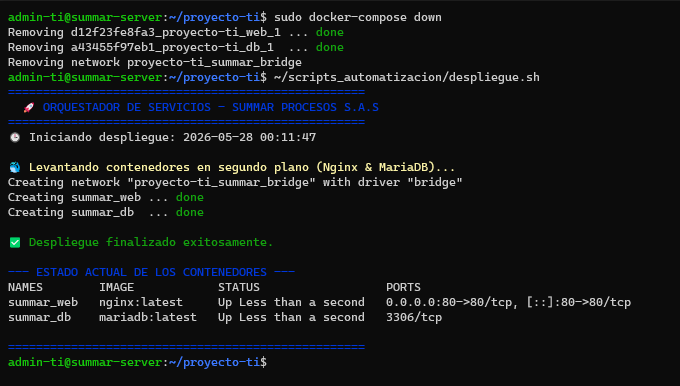 admin-ti@summar-server:~/proyecto-ti$ sudo docker-compose down
Removing d12f23fe8fa3_proyecto-ti_web_1 ... done
Removing a43455f97eb1_proyecto-ti_db_1  ... done
Removing network proyecto-ti_summar_bridge
admin-ti@summar-server:~/proyecto-ti$ ~/scripts_automatizacion/despliegue.sh
===================================================
🚀 ORQUESTADOR DE SERVICIOS - SUMMAR PROCESOS S.A.S
===================================================
🕒 Iniciando despliegue: 2026-05-28 00:11:47
🐳 Levantando contenedores en segundo plano (Nginx & MariaDB)...
Creating network "proyecto-ti_summar_bridge" with driver "bridge"
Creating summar_web ... done
Creating summar_db  ... done
✅ Despliegue finalizado exitosamente.
--- ESTADO ACTUAL DE LOS CONTENEDORES ---
NAMES        IMAGE            STATUS                  PORTS
summar_web   nginx:latest     Up Less than a second   0.0.0.0:80->80/tcp, [::]:80->80/tcp
summar_db    mariadb:latest   Up Less than a second   3306/tcp
===================================================
admin-ti@summar-server:~/proyecto-ti$